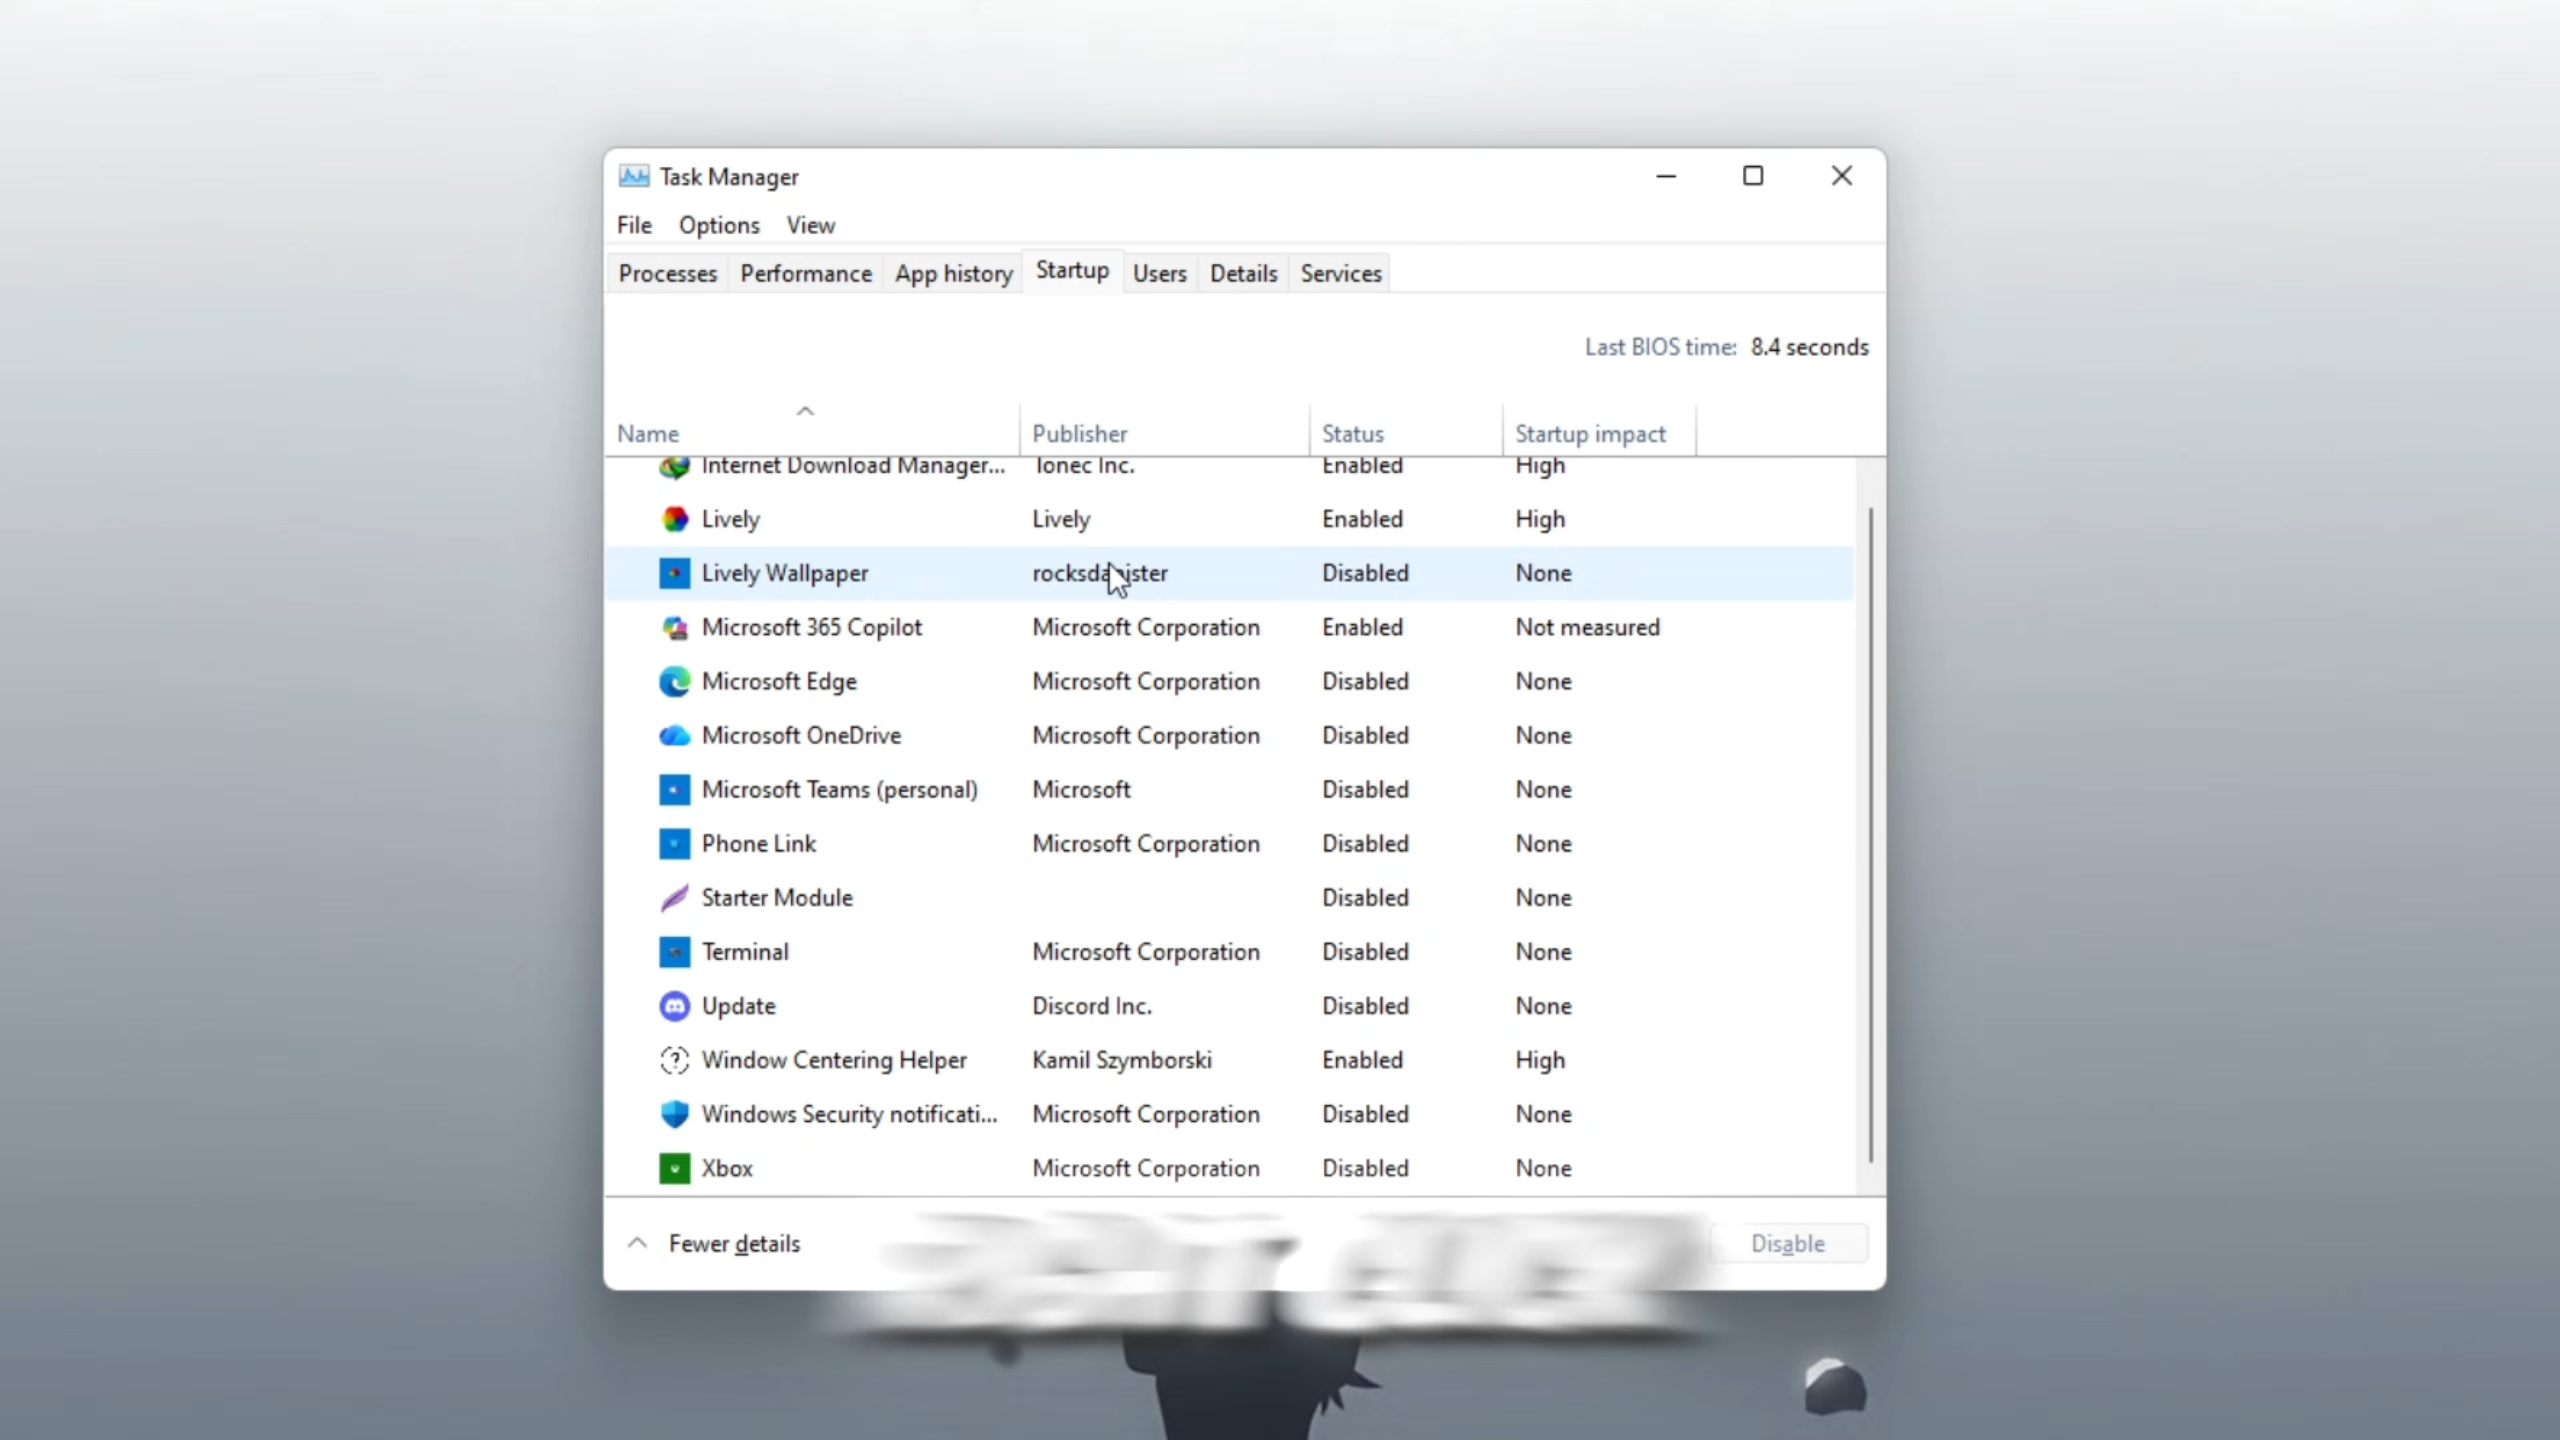 Task Manager
File Options View
Processes Performance App history Startup Users Details Services
Last BIOS time: 8.4 seconds
Name Publisher Status Startup impact
Internet Download Manager... Tonec Inc. Enabled High
Lively Lively Enabled High
Lively Wallpaper rocksdanister Disabled None
Microsoft 365 Copilot Microsoft Corporation Enabled Not measured
Microsoft Edge Microsoft Corporation Disabled None
Microsoft OneDrive Microsoft Corporation Disabled None
Microsoft Teams (personal) Microsoft Disabled None
Phone Link Microsoft Corporation Disabled None
Starter Module Disabled None
Terminal Microsoft Corporation Disabled None
Update Discord Inc. Disabled None
Window Centering Helper Kamil Szymborski Enabled High
Windows Security notificati... Microsoft Corporation Disabled None
Xbox Microsoft Corporation Disabled None
Fewer details Disable